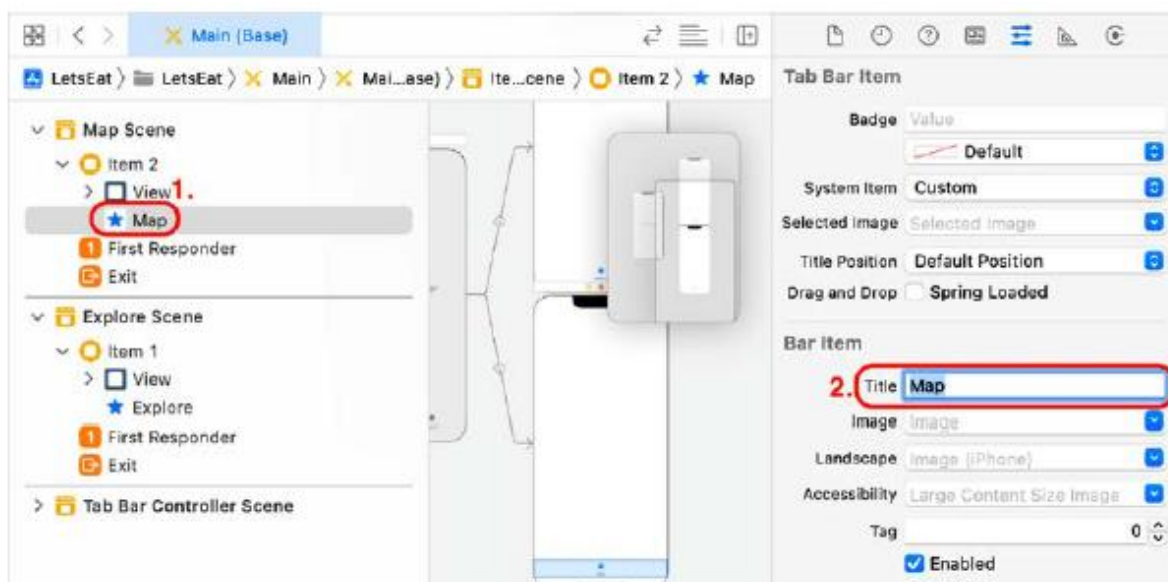 Main (Base)
LetsEat
LetsEat
Main
Mai...ase)
Ite...cene
Item 2
Map
Map Scene
Item 2
View
1.
Map
First Responder
Exit
Explore Scene
Item 1
View
Explore
First Responder
Exit
Tab Bar Controller Scene
Tab Bar Item
Badge Value
Default
System Item Custom
Selected Image Selected Image
Title Position Default Position
Drag and Drop Spring Loaded
Bar Item
2. Title Map
Image Image
Landscape Image (iPhone)
Accessibility Large Content Size Image
Tag 0
Enabled